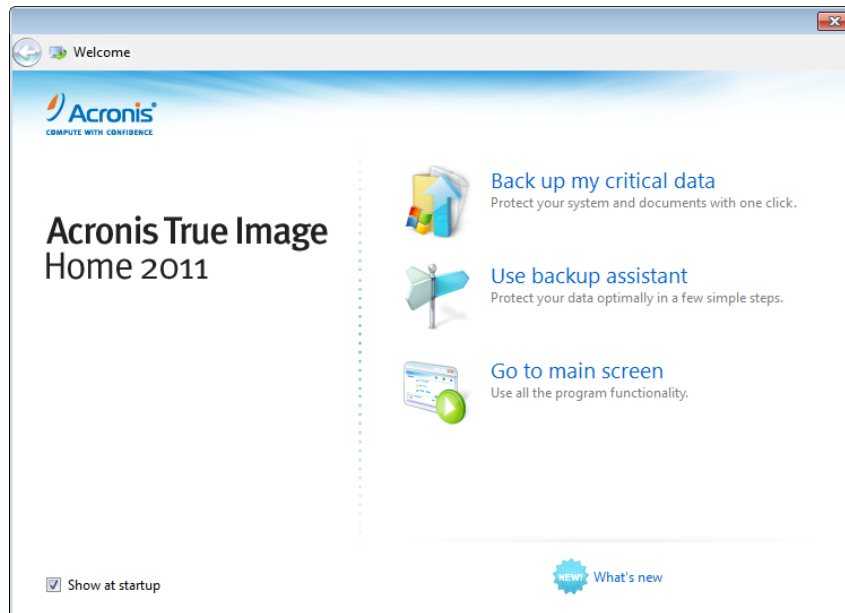 Welcome
Acronis
COMPUTE WITH CONFIDENCE
Acronis True Image
Home 2011
Back up my critical data
Protect your system and documents with one click.
Use backup assistant
Protect your data optimally in a few simple steps.
Go to main screen
Use all the program functionality.
Show at startup
NEW!
What's new